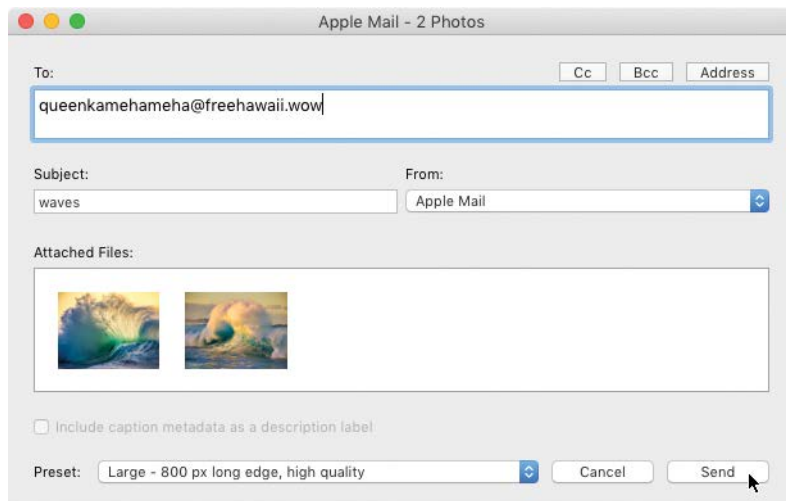 Apple Mail - 2 Photos
To:
Cc
Bcc
Address
queenkamehameha@freehawaii.wow
Subject:
From:
waves
Apple Mail
Attached Files:
Include caption metadata as a description label
Preset:
Large - 800 px long edge, high quality
Cancel
Send